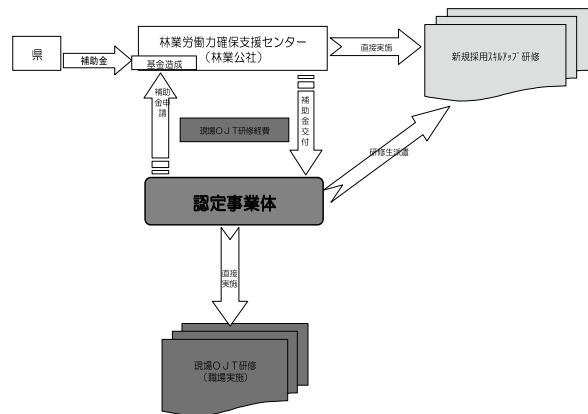 県
補助金
林業労働力確保支援センター
（林業公社）
基金造成
直接実施
新規採用ｽｷﾙｱｯﾌﾟ研修
補助
金申
請
現場ＯＪＴ研修経費
補
助
金
交
付
研修生派遣
認定事業体
直接
実施
現場ＯＪＴ研修
（職場実施）